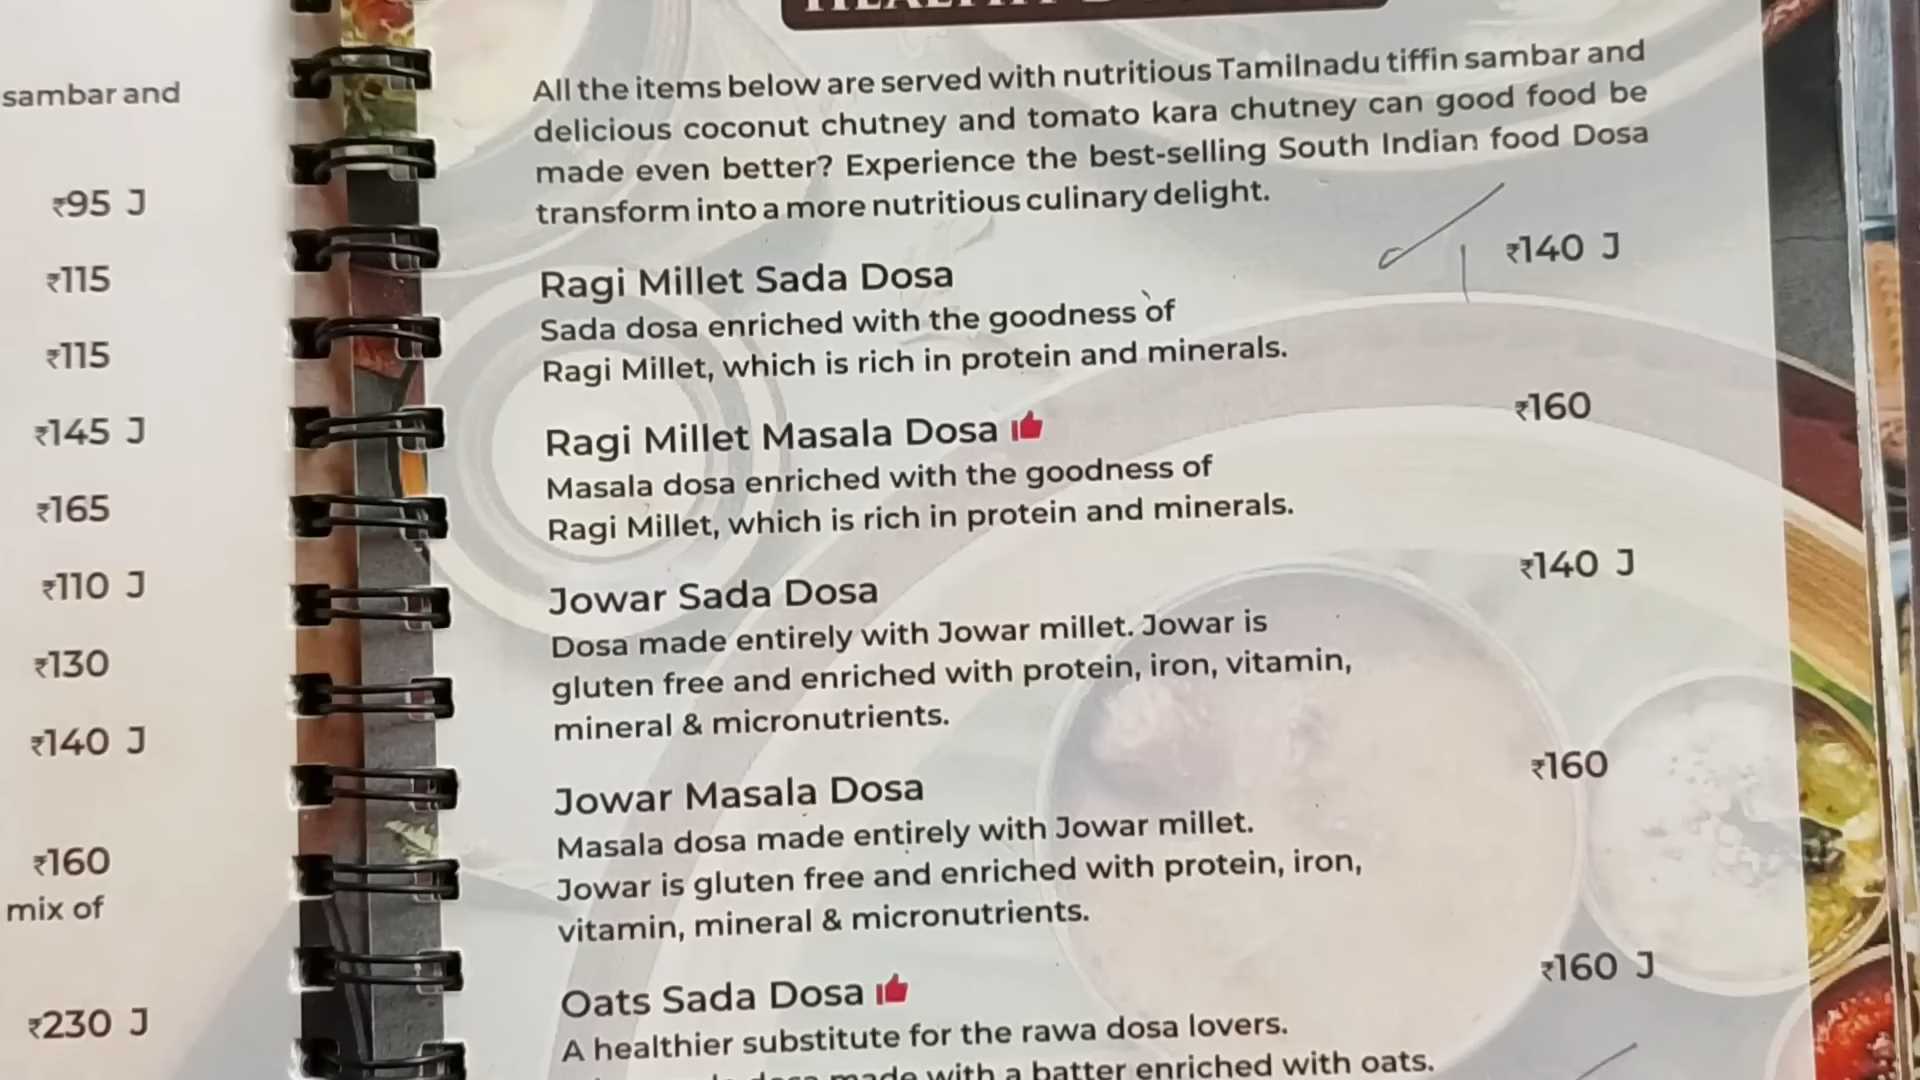 sambar and
₹95 J
₹115
₹115
₹145 J
₹165
₹110 J
₹130
₹140 J
₹160
mix of
₹230 J
All the items below are served with nutritious Tamilnadu tiffin sambar and
delicious coconut chutney and tomato kara chutney can good food be
made even better? Experience the best-selling South Indian food Dosa
transform into a more nutritious culinary delight.
Ragi Millet Sada Dosa ₹140 J
Sada dosa enriched with the goodness of
Ragi Millet, which is rich in protein and minerals.
Ragi Millet Masala Dosa ₹160
Masala dosa enriched with the goodness of
Ragi Millet, which is rich in protein and minerals.
Jowar Sada Dosa ₹140 J
Dosa made entirely with Jowar millet. Jowar is
gluten free and enriched with protein, iron, vitamin,
mineral & micronutrients.
Jowar Masala Dosa ₹160
Masala dosa made entirely with Jowar millet.
Jowar is gluten free and enriched with protein, iron,
vitamin, mineral & micronutrients.
Oats Sada Dosa ₹160 J
A healthier substitute for the rawa dosa lovers.
made with a batter enriched with oats.